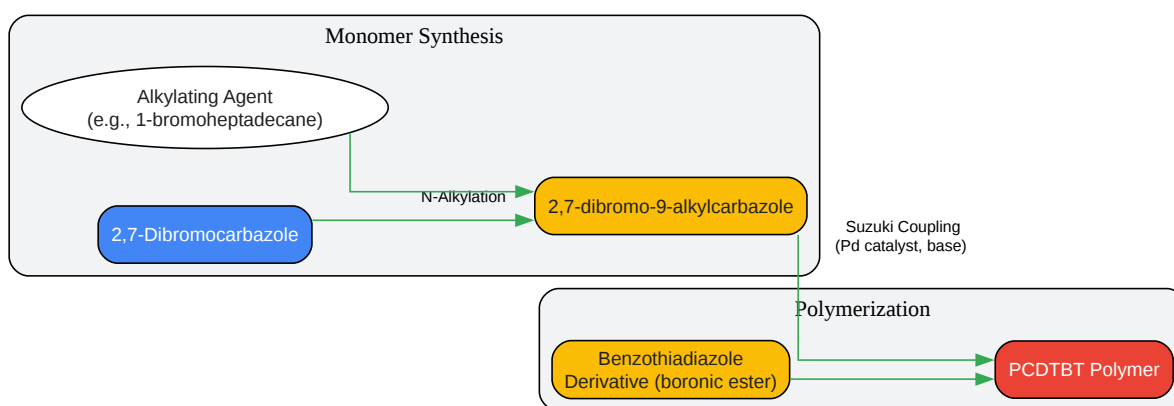 Monomer Synthesis
Alkylating Agent
(e.g., 1-bromoheptadecane)
N-Alkylation
2,7-dibromo-9-alkylcarbazole
2,7-Dibromocarbazole
Suzuki Coupling
(Pd catalyst, base)
Polymerization
Benzothiadiazole
Derivative (boronic ester)
PCDTBT Polymer